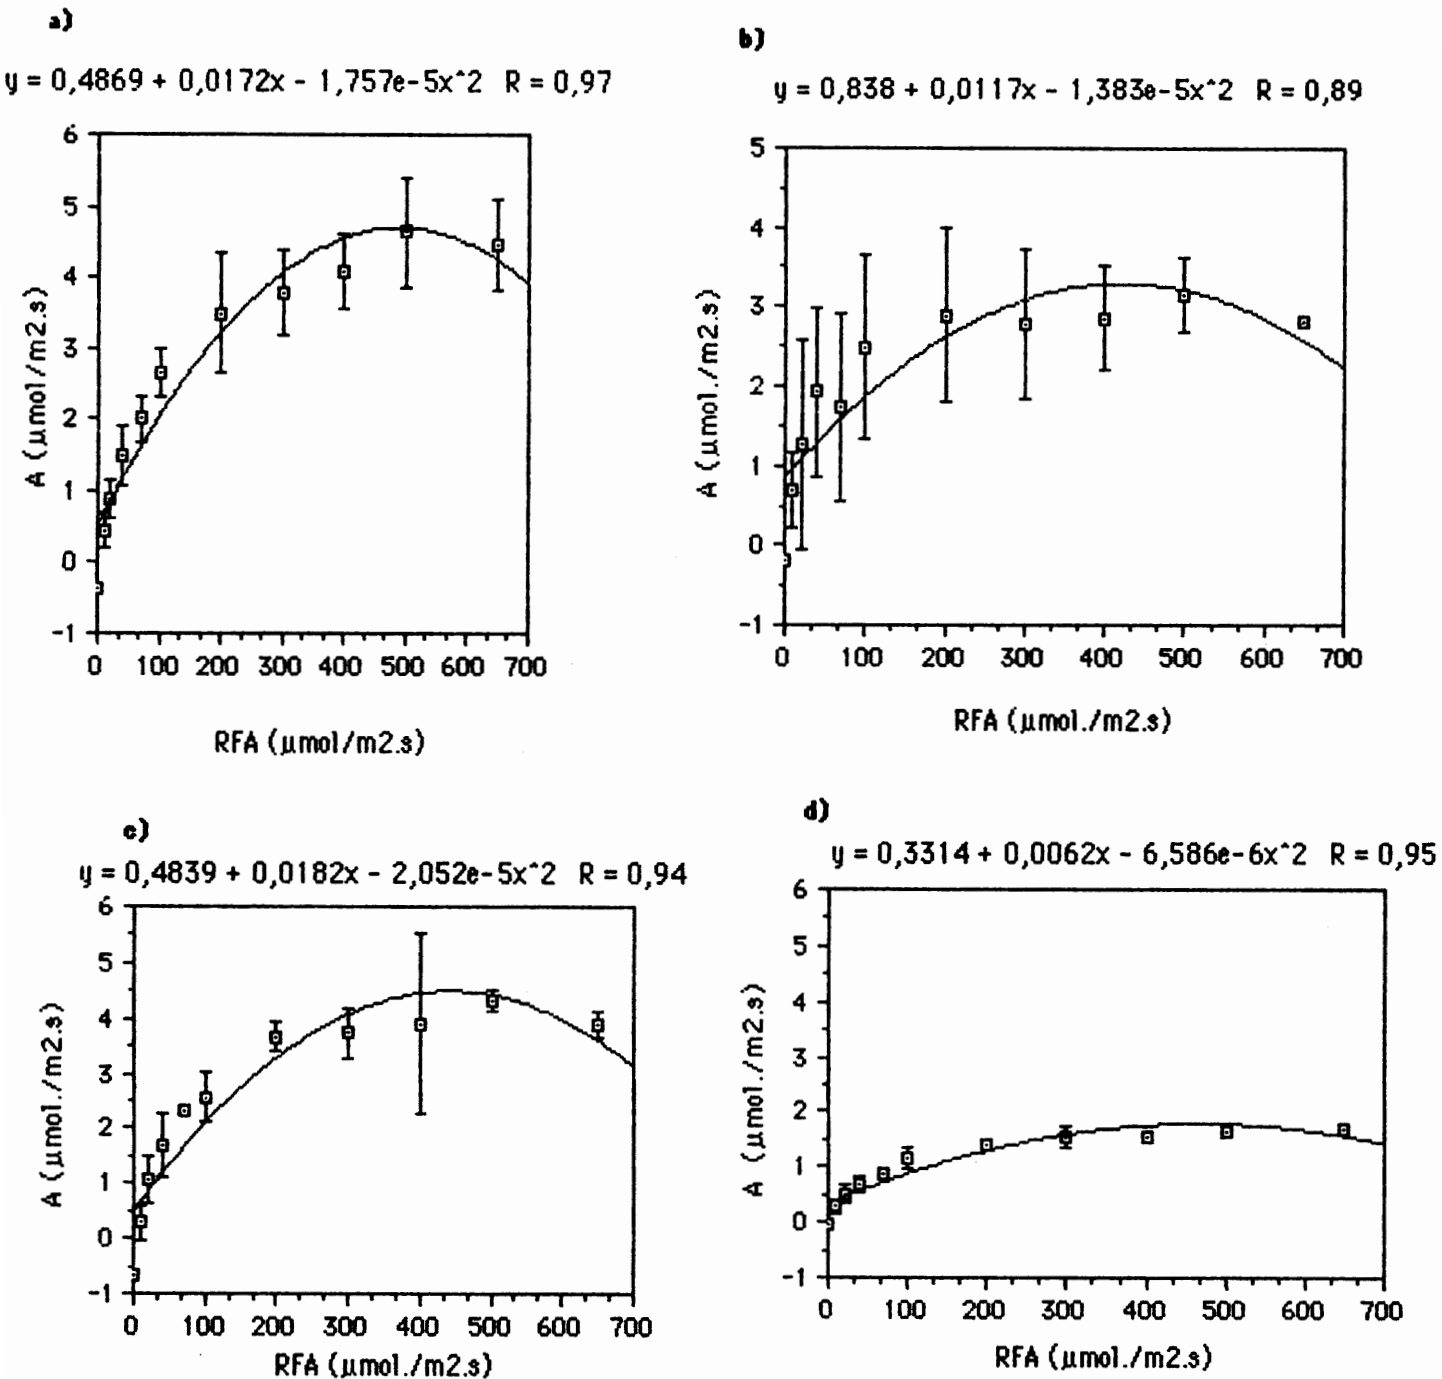 a)
y = 0,4869 + 0,0172x - 1,757e-5x^2 R = 0,97
6
5
4
3
2
1
0
-1
A (µmol/m2.s)
0 100 200 300 400 500 600 700
RFA (µmol/m2.s)
b)
y = 0,838 + 0,0117x - 1,383e-5x^2 R = 0,89
5
4
3
2
1
0
-1
A (µmol./m2.s)
0 100 200 300 400 500 600 700
RFA (µmol./m2.s)
c)
y = 0,4839 + 0,0182x - 2,052e-5x^2 R = 0,94
6
5
4
3
2
1
0
-1
A (µmol./m2.s)
0 100 200 300 400 500 600 700
RFA (µmol./m2.s)
d)
y = 0,3314 + 0,0062x - 6,586e-6x^2 R = 0,95
6
5
4
3
2
1
0
-1
A (µmol./m2.s)
0 100 200 300 400 500 600 700
RFA (µmol./m2.s)